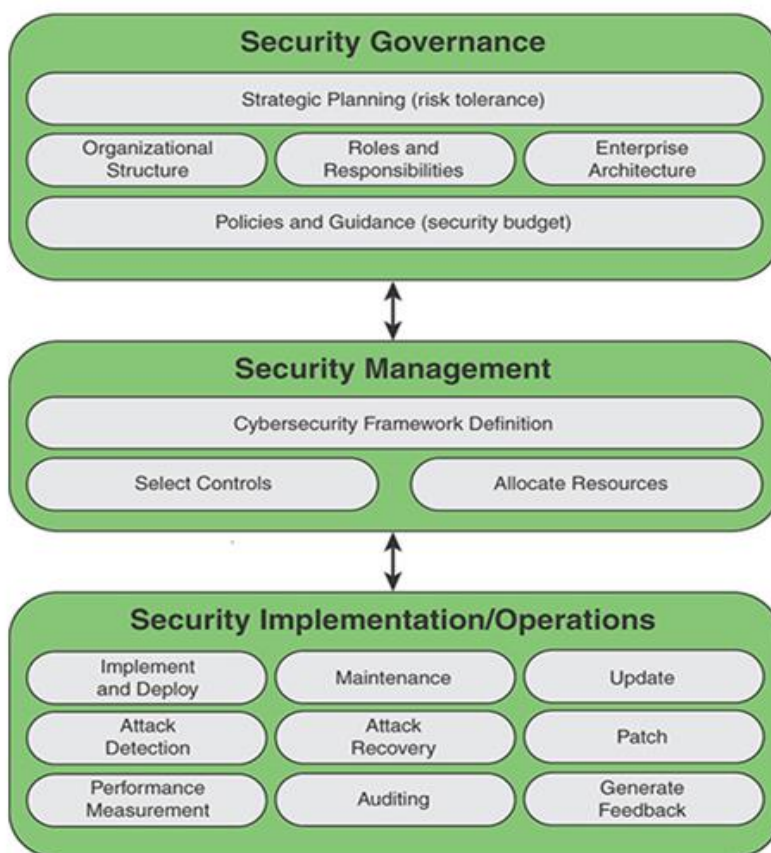 Security Governance
Strategic Planning (risk tolerance)
Organizational
Structure
Roles and
Responsibilities
Enterprise
Architecture
Policies and Guidance (security budget)
Security Management
Cybersecurity Framework Definition
Select Controls
Allocate Resources
Security Implementation/Operations
Implement
and Deploy
Maintenance
Update
Attack
Detection
Attack
Recovery
Patch
Performance
Measurement
Auditing
Generate
Feedback